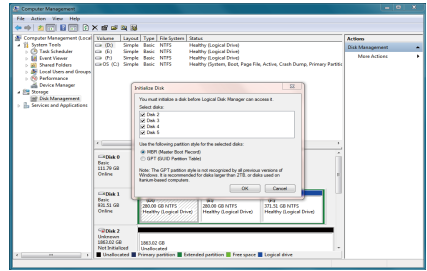 Computer Management
File Action View Help
Computer Management (Local
System Tools
Task Scheduler
Event Viewer
Shared Folders
Local Users and Groups
Performance
Device Manager
Storage
Disk Management
Services and Applications
Volume Layout Type File System Status
(D:) Simple Basic NTFS Healthy (Logical Drive)
(E:) Simple Basic NTFS Healthy (Logical Drive)
(F:) Simple Basic NTFS Healthy (Logical Drive)
OS (C:) Simple Basic NTFS Healthy (System, Boot, Page File, Active, Crash Dump, Primary Partitic
Actions
Disk Management
More Actions
Initialize Disk
You must initialize a disk before Logical Disk Manager can access it.
Select disks:
Disk 2
Disk 3
Disk 4
Disk 5
Use the following partition style for the selected disks:
MBR (Master Boot Record)
GPT (GUID Partition Table)
Note: The GPT partition style is not recognized by all previous versions of
Windows. It is recommended for disks larger than 2TB, or disks used on
Itanium-based computers.
OK Cancel
Disk 0
Basic
111.79 GB
Online
Disk 1
Basic
931.51 GB
Online
280.00 GB NTFS
Healthy (Logical Drive)
280.00 GB NTFS
Healthy (Logical Drive)
371.51 GB NTFS
Healthy (Logical Drive)
Disk 2
Unknown
1863.02 GB
Not Initialized
1863.02 GB
Unallocated
Unallocated Primary partition Extended partition Free space Logical drive